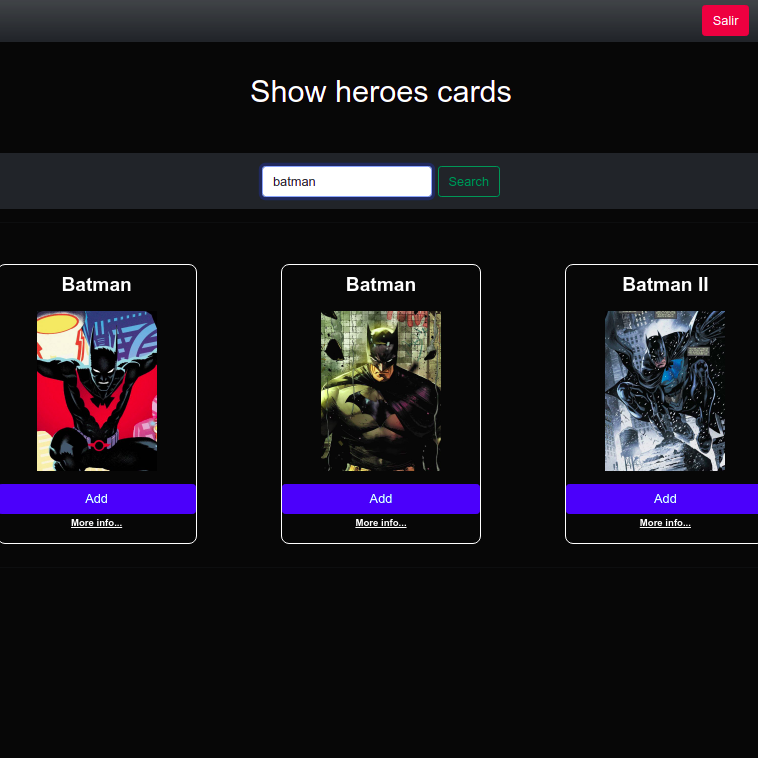 Salir
Show heroes cards
batman
Search
Batman
Add
More info...
Batman
Add
More info...
Batman II
Add
More info...